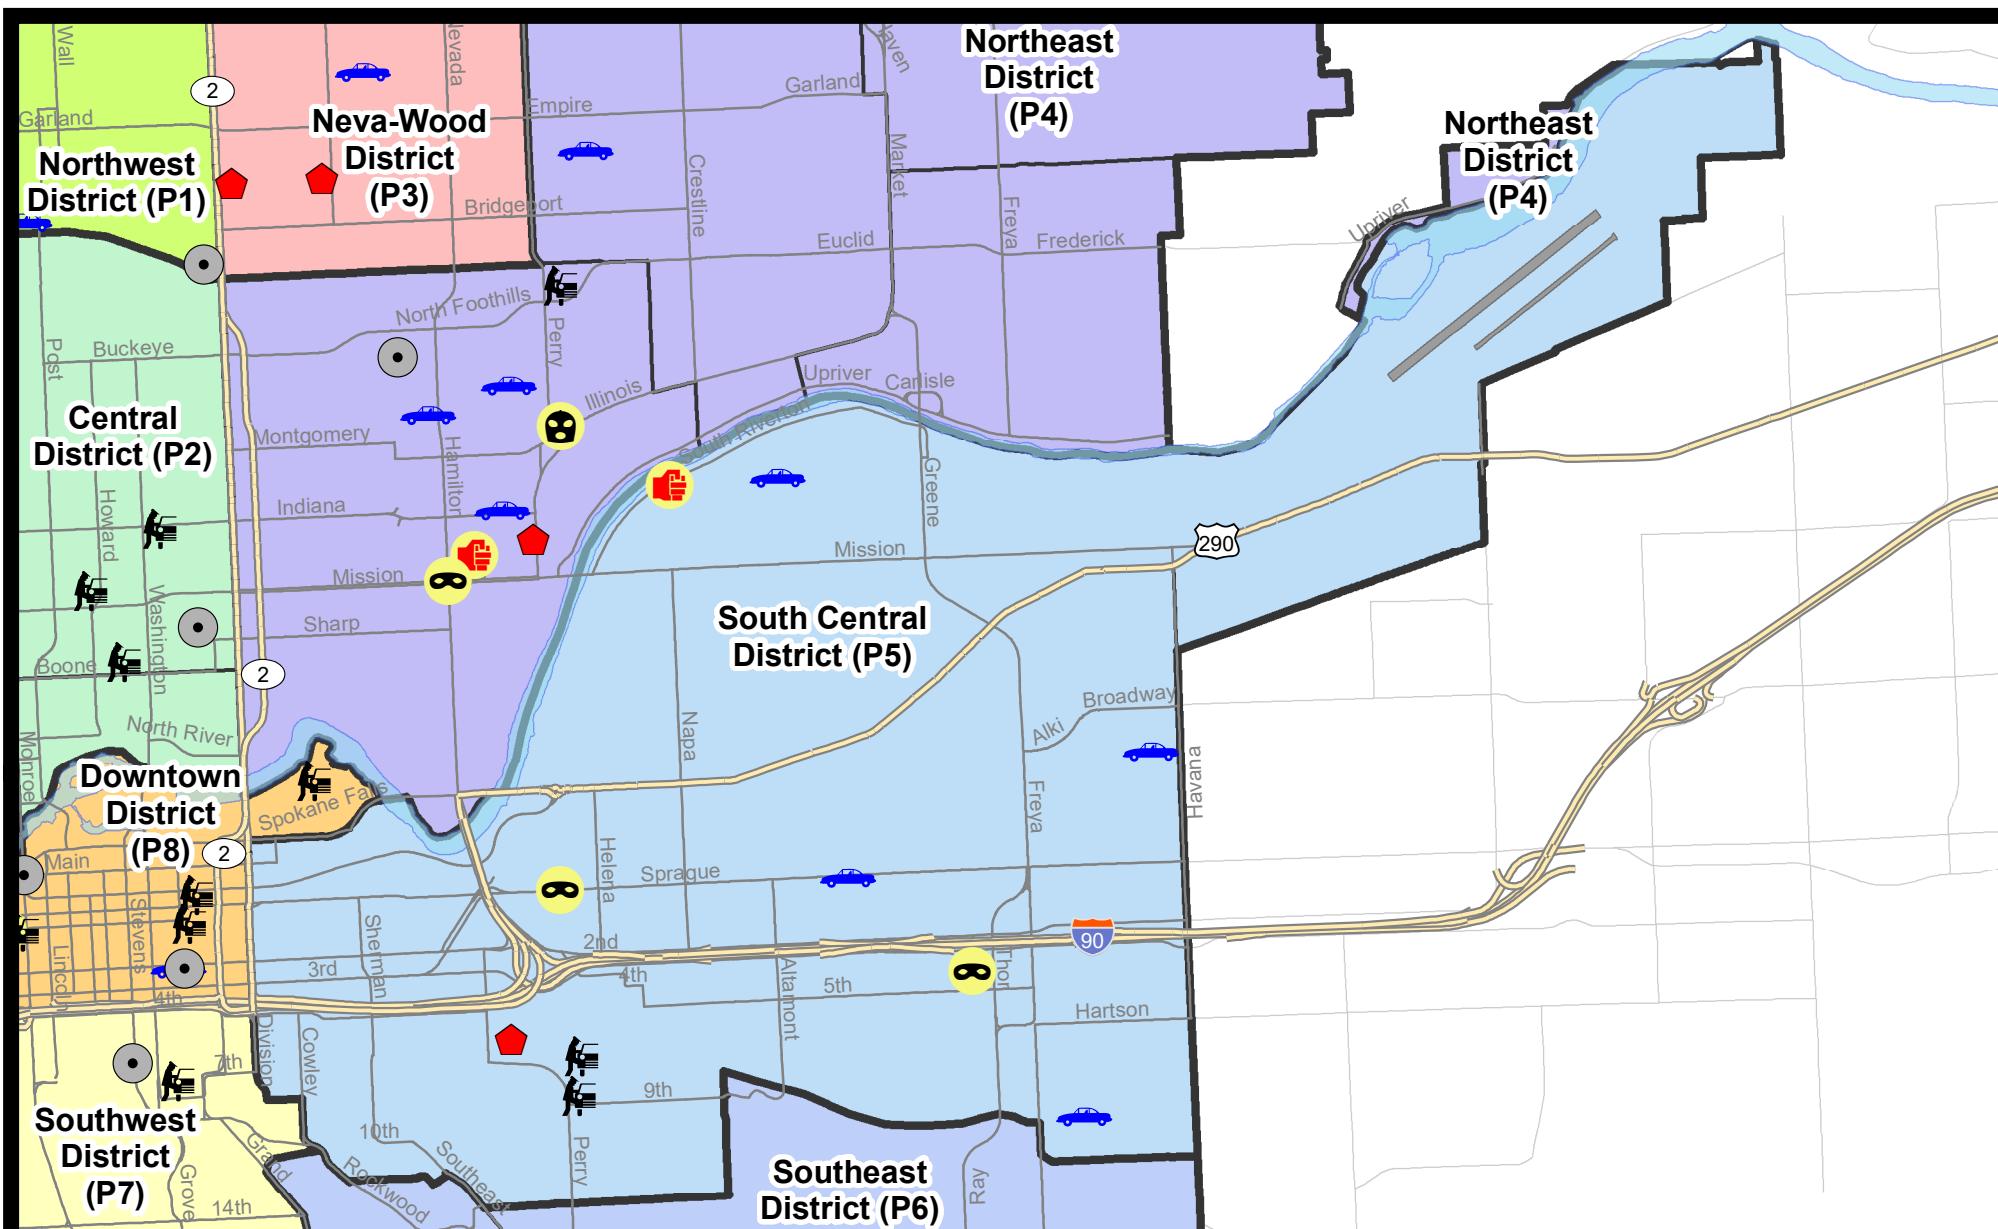 Wall
Nevada
Haven
Northeast
District
(P4)
2
Garland
Empire
Garland
Neva-Wood
District
(P3)
Northwest
District (P1)
Market
Crestline
Northeast
District
(P4)
Bridgeport
Freya
Euclid
Frederick
Upriver
North Foothills
Perry
Post
Buckeye
Upriver
Carlisle
Illinois
South Riverton
Central
District (P2)
Montgomery
Hamilton
Greene
Howard
Indiana
290
Mission
Mission
Washington
Sharp
South Central
District (P5)
Boone
2
Broadway
Napa
Alki
North River
Monroe
Havana
Downtown
District
(P8)
Spokane Falls
Freya
2
Main
Helena
Sprague
Stevens
Sherman
Lincoln
2nd
90
3rd
4th
Altamont
5th
Thor
4th
Hartson
Division
Cowley
7th
9th
Southwest
District
(P7)
10th
Grand
Perry
Southeast
Rockwood
Grove
14th
Southeast
District (P6)
Ray